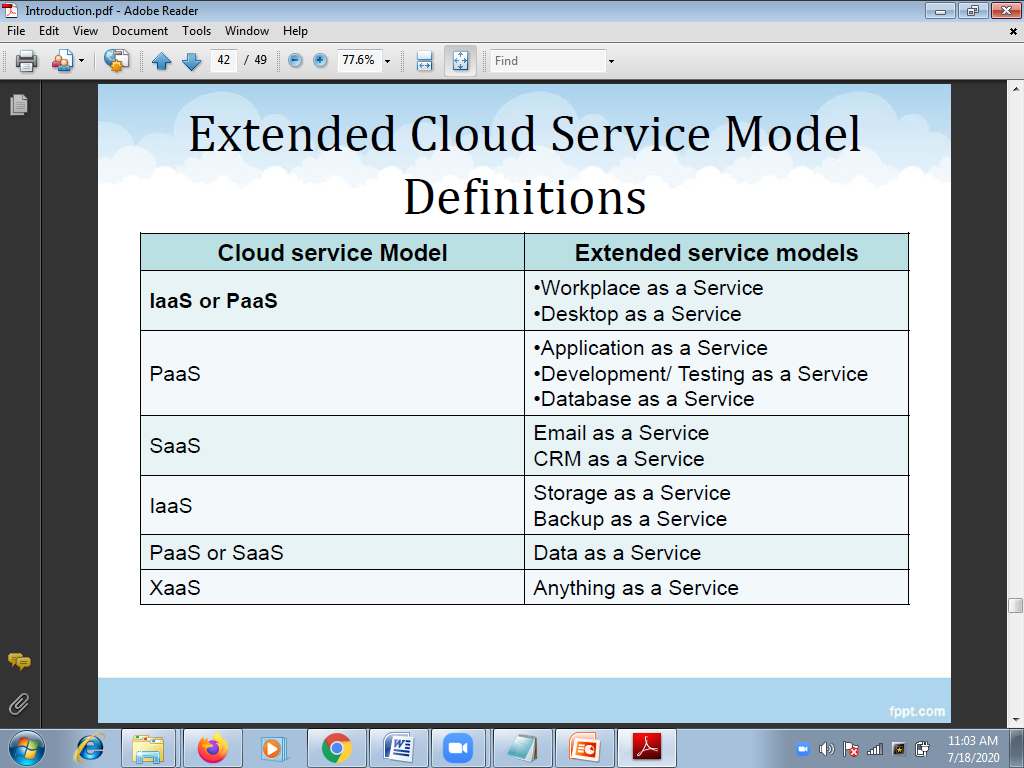 Introduction.pdf - Adobe Reader
File Edit View Document Tools Window Help
42 / 49 77.6% Find
Extended Cloud Service Model
Definitions
Cloud service Model Extended service models
IaaS or PaaS
•Workplace as a Service
•Desktop as a Service
PaaS
•Application as a Service
•Development/ Testing as a Service
•Database as a Service
SaaS
Email as a Service
CRM as a Service
IaaS
Storage as a Service
Backup as a Service
PaaS or SaaS Data as a Service
XaaS Anything as a Service
fppt.com
11:03 AM
7/18/2020